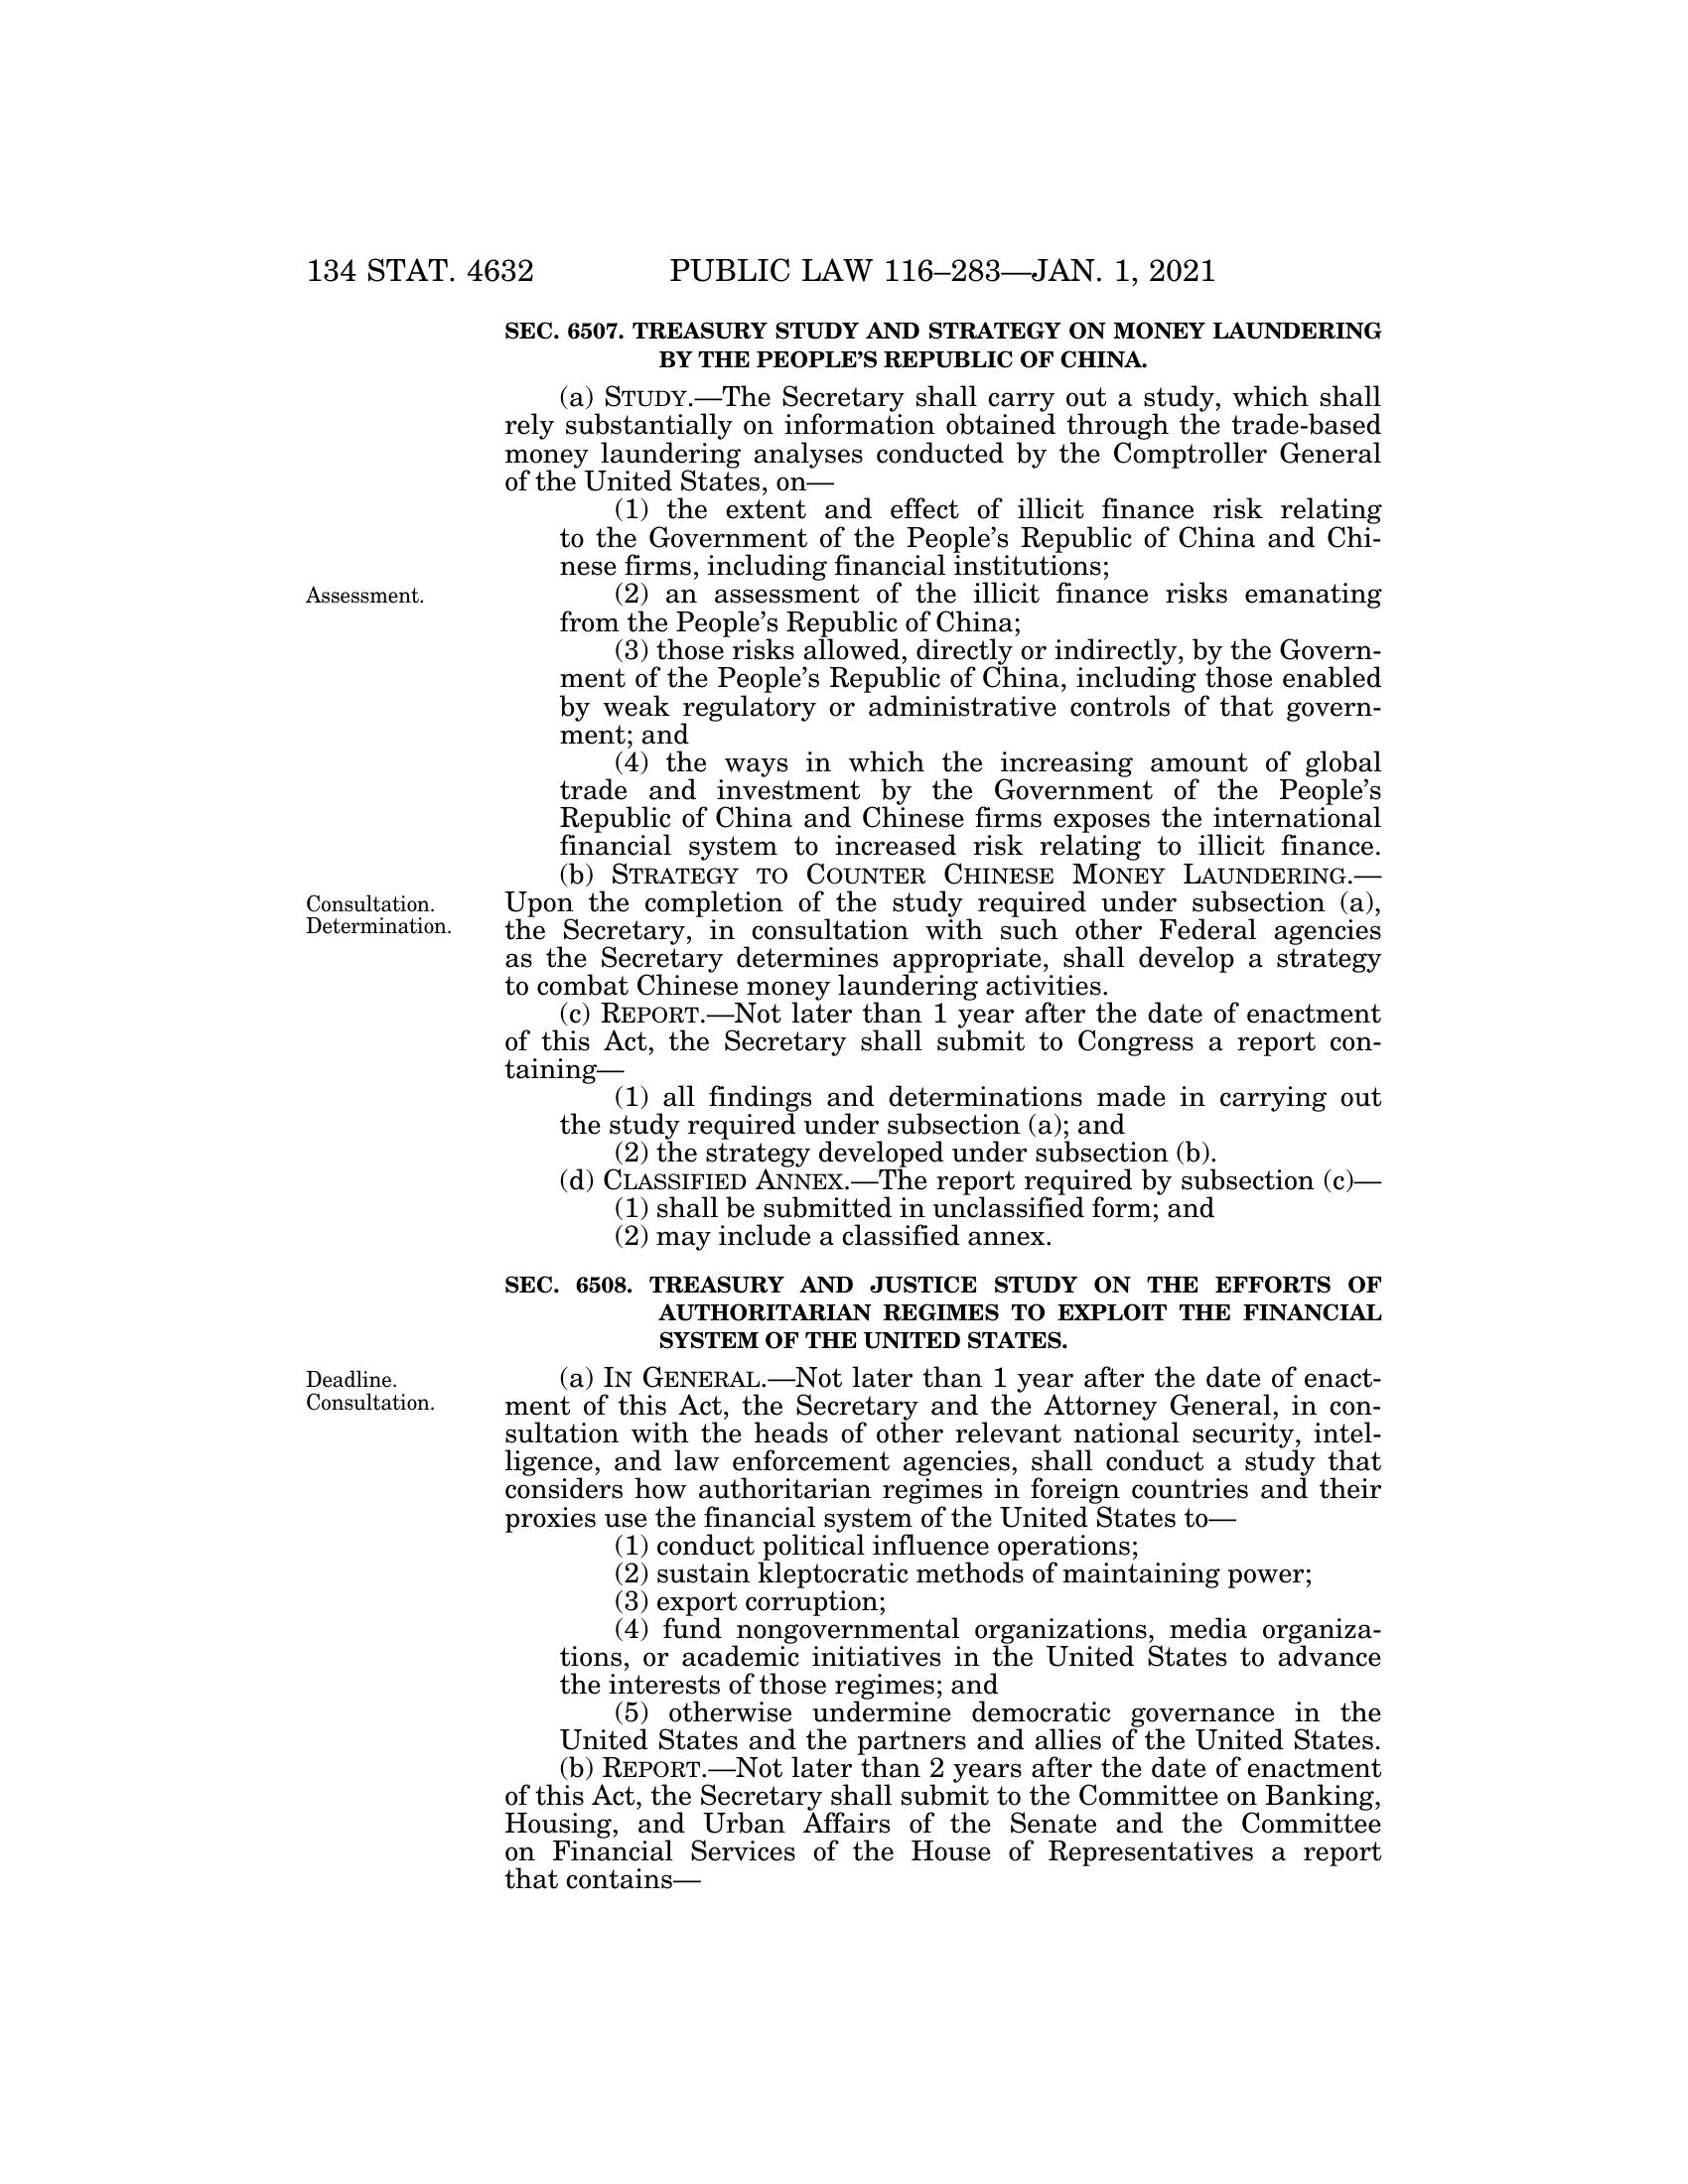 134 STAT. 4632 PUBLIC LAW 116–283—JAN. 1, 2021
SEC. 6507. TREASURY STUDY AND STRATEGY ON MONEY LAUNDERING
BY THE PEOPLE’S REPUBLIC OF CHINA.
(a) STUDY.—The Secretary shall carry out a study, which shall
rely substantially on information obtained through the trade-based
money laundering analyses conducted by the Comptroller General
of the United States, on—
(1) the extent and effect of illicit finance risk relating
to the Government of the People’s Republic of China and Chi-
nese firms, including financial institutions;
Assessment.
(2) an assessment of the illicit finance risks emanating
from the People’s Republic of China;
(3) those risks allowed, directly or indirectly, by the Govern-
ment of the People’s Republic of China, including those enabled
by weak regulatory or administrative controls of that govern-
ment; and
(4) the ways in which the increasing amount of global
trade and investment by the Government of the People’s
Republic of China and Chinese firms exposes the international
financial system to increased risk relating to illicit finance.
(b) STRATEGY TO COUNTER CHINESE MONEY LAUNDERING.—
Consultation.
Determination.
Upon the completion of the study required under subsection (a),
the Secretary, in consultation with such other Federal agencies
as the Secretary determines appropriate, shall develop a strategy
to combat Chinese money laundering activities.
(c) REPORT.—Not later than 1 year after the date of enactment
of this Act, the Secretary shall submit to Congress a report con-
taining—
(1) all findings and determinations made in carrying out
the study required under subsection (a); and
(2) the strategy developed under subsection (b).
(d) CLASSIFIED ANNEX.—The report required by subsection (c)—
(1) shall be submitted in unclassified form; and
(2) may include a classified annex.
SEC. 6508. TREASURY AND JUSTICE STUDY ON THE EFFORTS OF
AUTHORITARIAN REGIMES TO EXPLOIT THE FINANCIAL
SYSTEM OF THE UNITED STATES.
Deadline.
Consultation.
(a) IN GENERAL.—Not later than 1 year after the date of enact-
ment of this Act, the Secretary and the Attorney General, in con-
sultation with the heads of other relevant national security, intel-
ligence, and law enforcement agencies, shall conduct a study that
considers how authoritarian regimes in foreign countries and their
proxies use the financial system of the United States to—
(1) conduct political influence operations;
(2) sustain kleptocratic methods of maintaining power;
(3) export corruption;
(4) fund nongovernmental organizations, media organiza-
tions, or academic initiatives in the United States to advance
the interests of those regimes; and
(5) otherwise undermine democratic governance in the
United States and the partners and allies of the United States.
(b) REPORT.—Not later than 2 years after the date of enactment
of this Act, the Secretary shall submit to the Committee on Banking,
Housing, and Urban Affairs of the Senate and the Committee
on Financial Services of the House of Representatives a report
that contains—